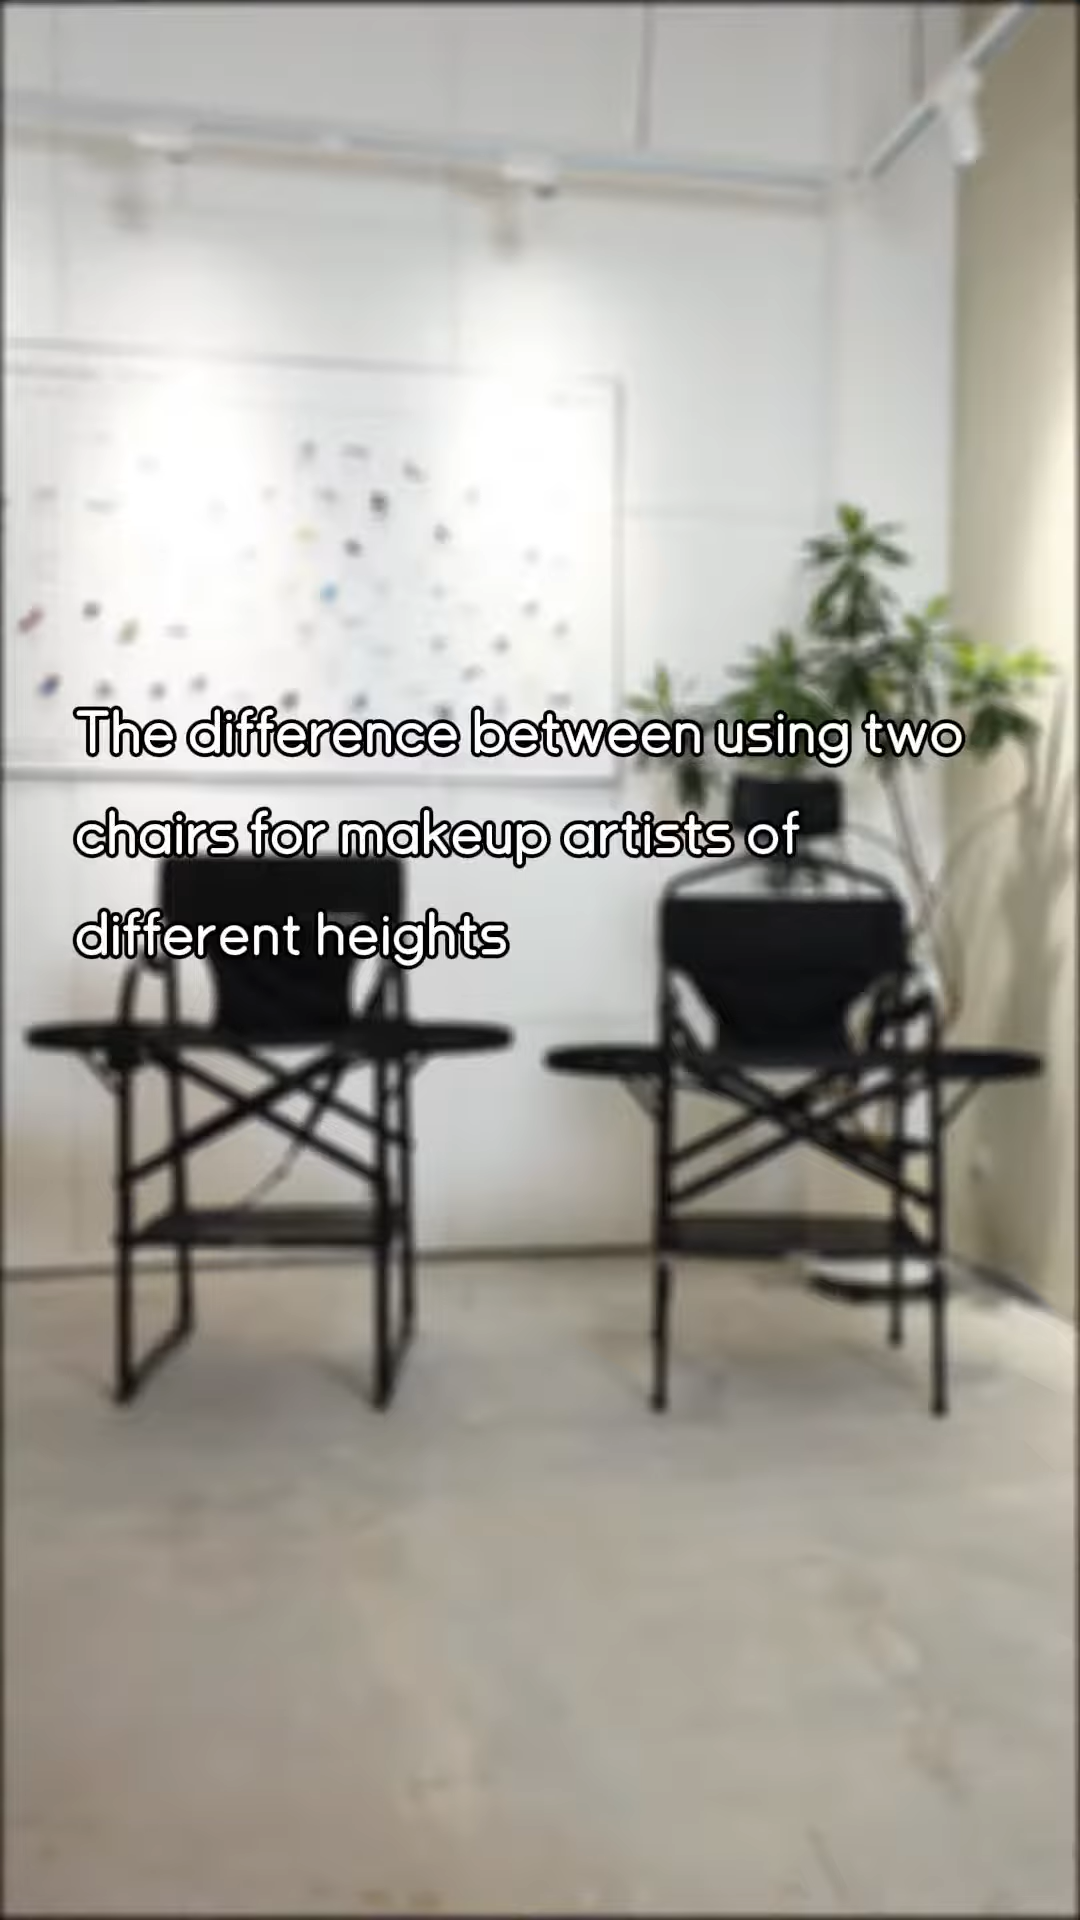 The difference between using two
chairs for makeup artists of
different heights